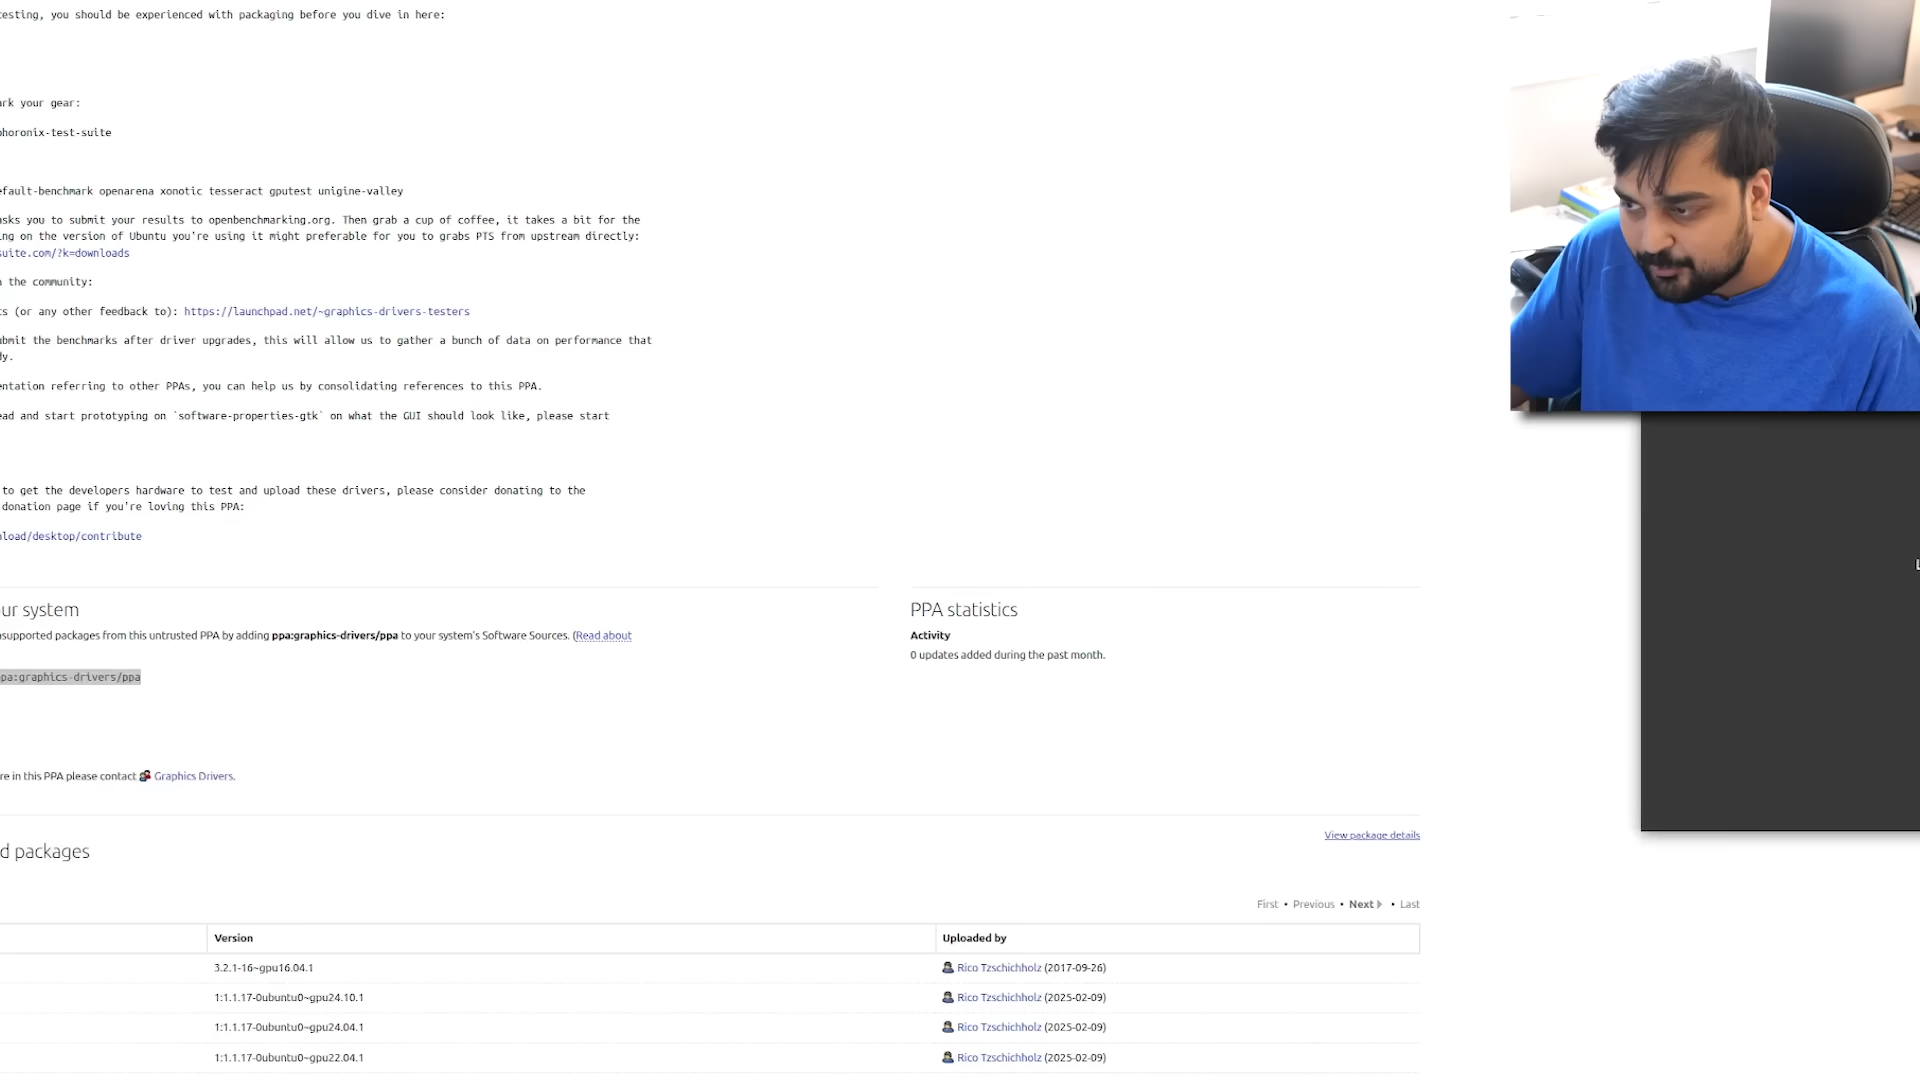 testing, you should be experienced with packaging before you dive in here:
ark your gear:
phoronix-test-suite
efault-benchmark openarena xonotic tesseract gputest unigine-valley
asks you to submit your results to openbenchmarking.org. Then grab a cup of coffee, it takes a bit for the
ing on the version of Ubuntu you're using it might preferable for you to grabs PTS from upstream directly:
suite.com/?k=downloads
n the community:
ts (or any other feedback to): https://launchpad.net/~graphics-drivers-testers
ubmit the benchmarks after driver upgrades, this will allow us to gather a bunch of data on performance that
dy.
entation referring to other PPAs, you can help us by consolidating references to this PPA.
ead and start prototyping on `software-properties-gtk` on what the GUI should look like, please start
to get the developers hardware to test and upload these drivers, please consider donating to the
donation page if you're loving this PPA:
nload/desktop/contribute
ur system
nsupported packages from this untrusted PPA by adding ppa:graphics-drivers/ppa to your system's Software Sources. (Read about
ppa:graphics-drivers/ppa
PPA statistics
Activity
0 updates added during the past month.
re in this PPA please contact Graphics Drivers.
d packages
View package details
First • Previous • Next • Last
Version Uploaded by
3.2.1-16~gpu16.04.1 Rico Tzschichholz (2017-09-26)
1:1.1.17-0ubuntu0~gpu24.10.1 Rico Tzschichholz (2025-02-09)
1:1.1.17-0ubuntu0~gpu24.04.1 Rico Tzschichholz (2025-02-09)
1:1.1.17-0ubuntu0~gpu22.04.1 Rico Tzschichholz (2025-02-09)